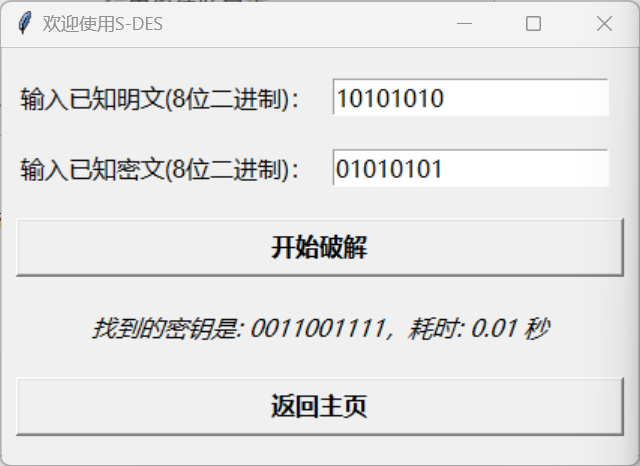 欢迎使用S-DES
输入已知明文(8位二进制)： 10101010
输入已知密文(8位二进制)： 01010101
开始破解
找到的密钥是: 0011001111，耗时: 0.01 秒
返回主页